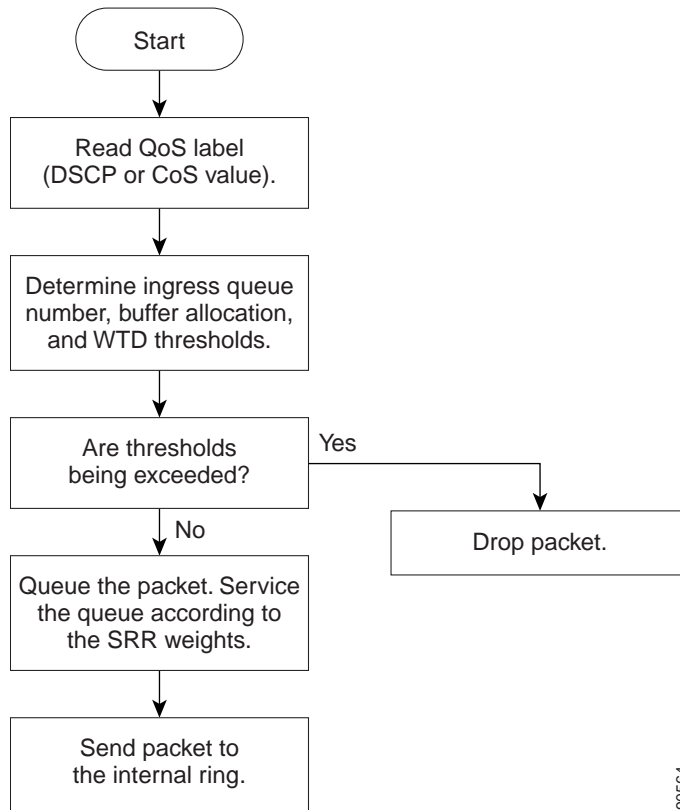 Start
Read QoS label
(DSCP or CoS value).
Determine ingress queue
number, buffer allocation,
and WTD thresholds.
Are thresholds
being exceeded?
Yes
No
Drop packet.
Queue the packet. Service
the queue according to
the SRR weights.
Send packet to
the internal ring.